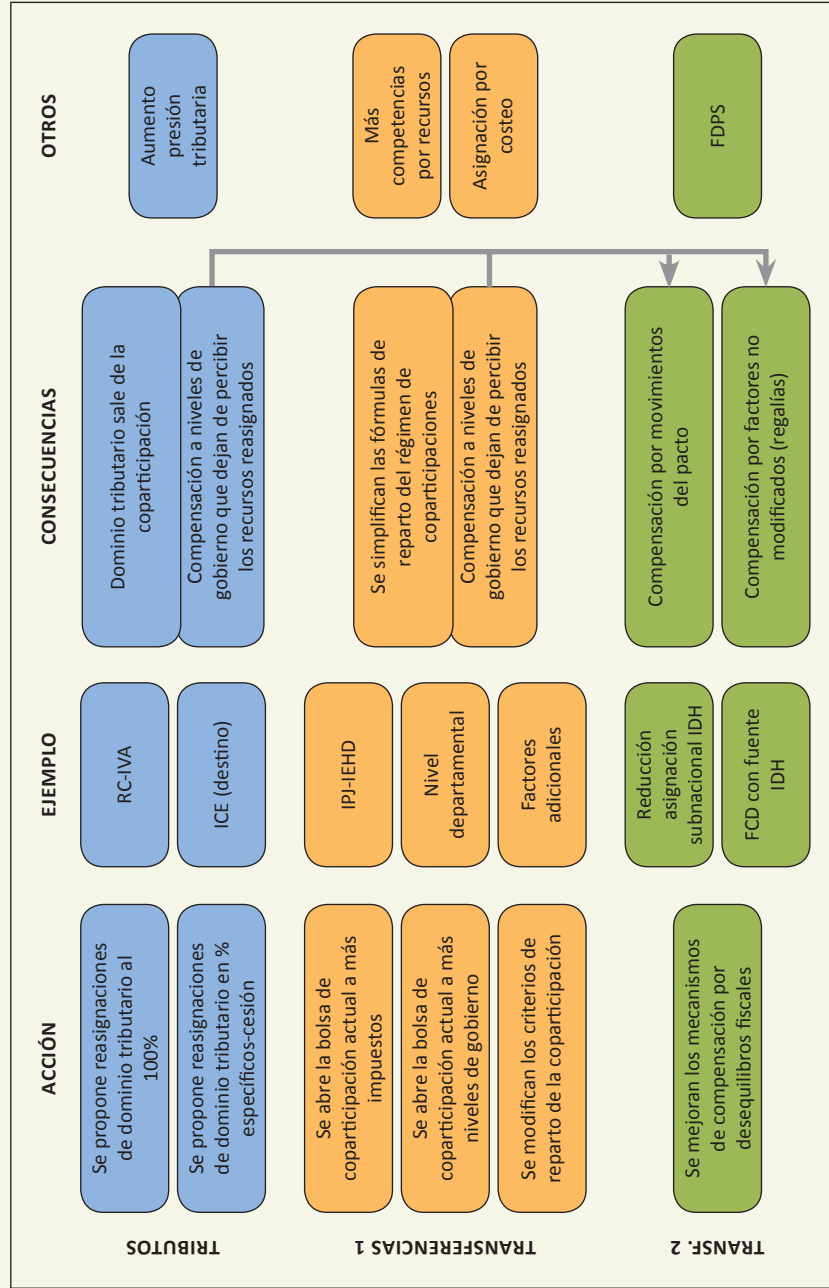 ACCIÓN
EJEMPLO
CONSECUENCIAS
OTROS
TRIBUTOS
Se propone reasignaciones
de dominio tributario al
100%
Se propone reasignaciones
de dominio tributario en %
específicos-cesión
RC-IVA
ICE (destino)
Dominio tributario sale de la
coparticipación
Compensación a niveles de
gobierno que dejan de percibir
los recursos reasignados
Aumento
presión
tributaria
TRANSFERENCIAS 1
Se abre la bolsa de
coparticipación actual a más
impuestos
Se abre la bolsa de
coparticipación actual a más
niveles de gobierno
Se modifican los criterios de
reparto de la coparticipación
IPJ-IEHD
Nivel
departamental
Factores
adicionales
Se simplifican las fórmulas de
reparto del régimen de
coparticipaciones
Compensación a niveles de
gobierno que dejan de percibir
los recursos reasignados
Más
competencias
por recursos
Asignación por
costeo
TRANSF. 2
Se mejoran los mecanismos
de compensación por
desequilibros fiscales
Reducción
asignación
subnacional IDH
FCD con fuente
IDH
Compensación por movimientos
del pacto
Compensación por factores no
modificados (regalías)
FDPS